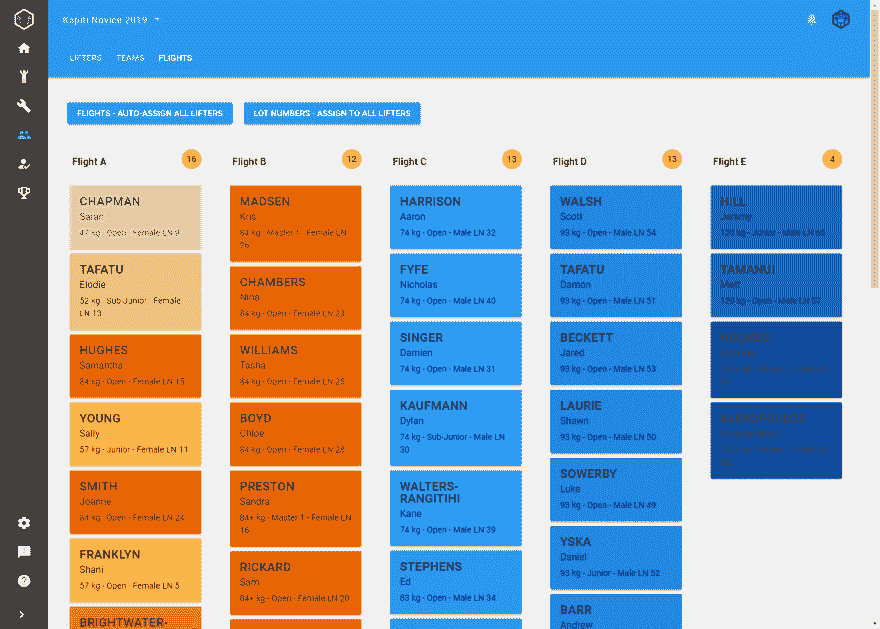 Kapiti Novice 2019
LIFTERS TEAMS FLIGHTS
FLIGHTS - AUTO-ASSIGN ALL LIFTERS
LOT NUMBERS - ASSIGN TO ALL LIFTERS
Flight A 16
CHAPMAN
Sarah
47 kg - Open - Female LN 9
TAFATU
Elodie
52 kg - Sub-Junior - Female
LN 13
HUGHES
Samantha
84 kg - Open - Female LN 15
YOUNG
Sally
57 kg - Junior - Female LN 11
SMITH
Joanne
84 kg - Open - Female LN 24
FRANKLYN
Sharii
57 kg - Open - Female LN 5
BRIGHTWATER-
Flight B 12
MADSEN
Kris
84 kg - Master 1 - Female LN
26
CHAMBERS
Nina
84 kg - Open - Female LN 23
WILLIAMS
Tosha
84 kg - Open - Female LN 25
BOYD
Chloe
84 kg - Open - Female LN 28
PRESTON
Sandra
84+ kg - Master 1 - Female LN
16
RICKARD
Sam
84+ kg - Open - Female LN 20
Flight C 13
HARRISON
Aaron
74 kg - Open - Male LN 32
FYFE
Nicholas
74 kg - Open - Male LN 40
SINGER
Damien
74 kg - Open - Male LN 31
KAUFMANN
Dylan
74 kg - Sub-Junior - Male LN
30
WALTERS-
RANGITIHI
Kane
74 kg - Open - Male LN 39
STEPHENS
Ed
83 kg - Open - Male LN 34
Flight D 13
WALSH
Scott
93 kg - Open - Male LN 54
TAFATU
Damon
93 kg - Open - Male LN 51
BECKETT
Jared
93 kg - Open - Male LN 53
LAURIE
Shawn
93 kg - Open - Male LN 50
SOWERBY
Luke
93 kg - Open - Male LN 49
YSKA
Daniel
93 kg - Junior - Male LN 52
BARR
Andrew
Flight E 4
HILL
Jeremy
120 kg - Junior - Male LN 60
TAMANUI
Matt
120 kg - Open - Male LN 57